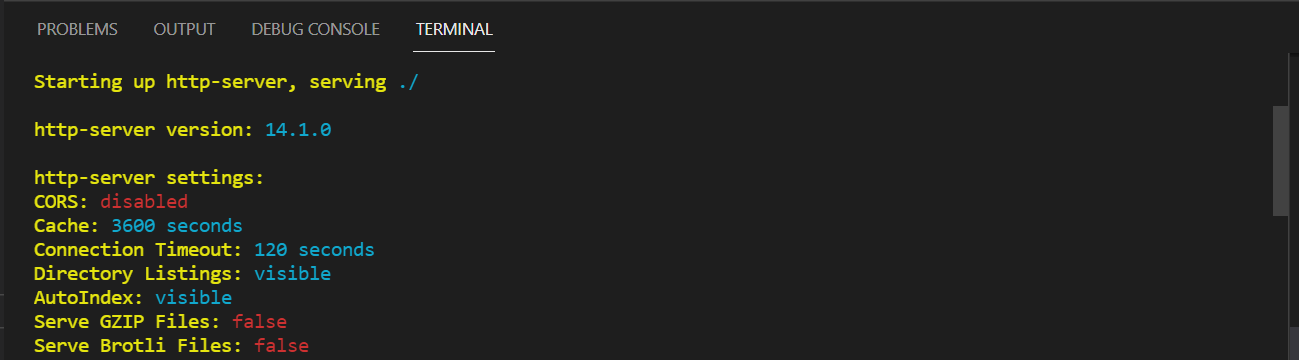 PROBLEMS OUTPUT DEBUG CONSOLE TERMINAL
Starting up http-server, serving ./
http-server version: 14.1.0
http-server settings:
CORS: disabled
Cache: 3600 seconds
Connection Timeout: 120 seconds
Directory Listings: visible
AutoIndex: visible
Serve GZIP Files: false
Serve Brotli Files: false